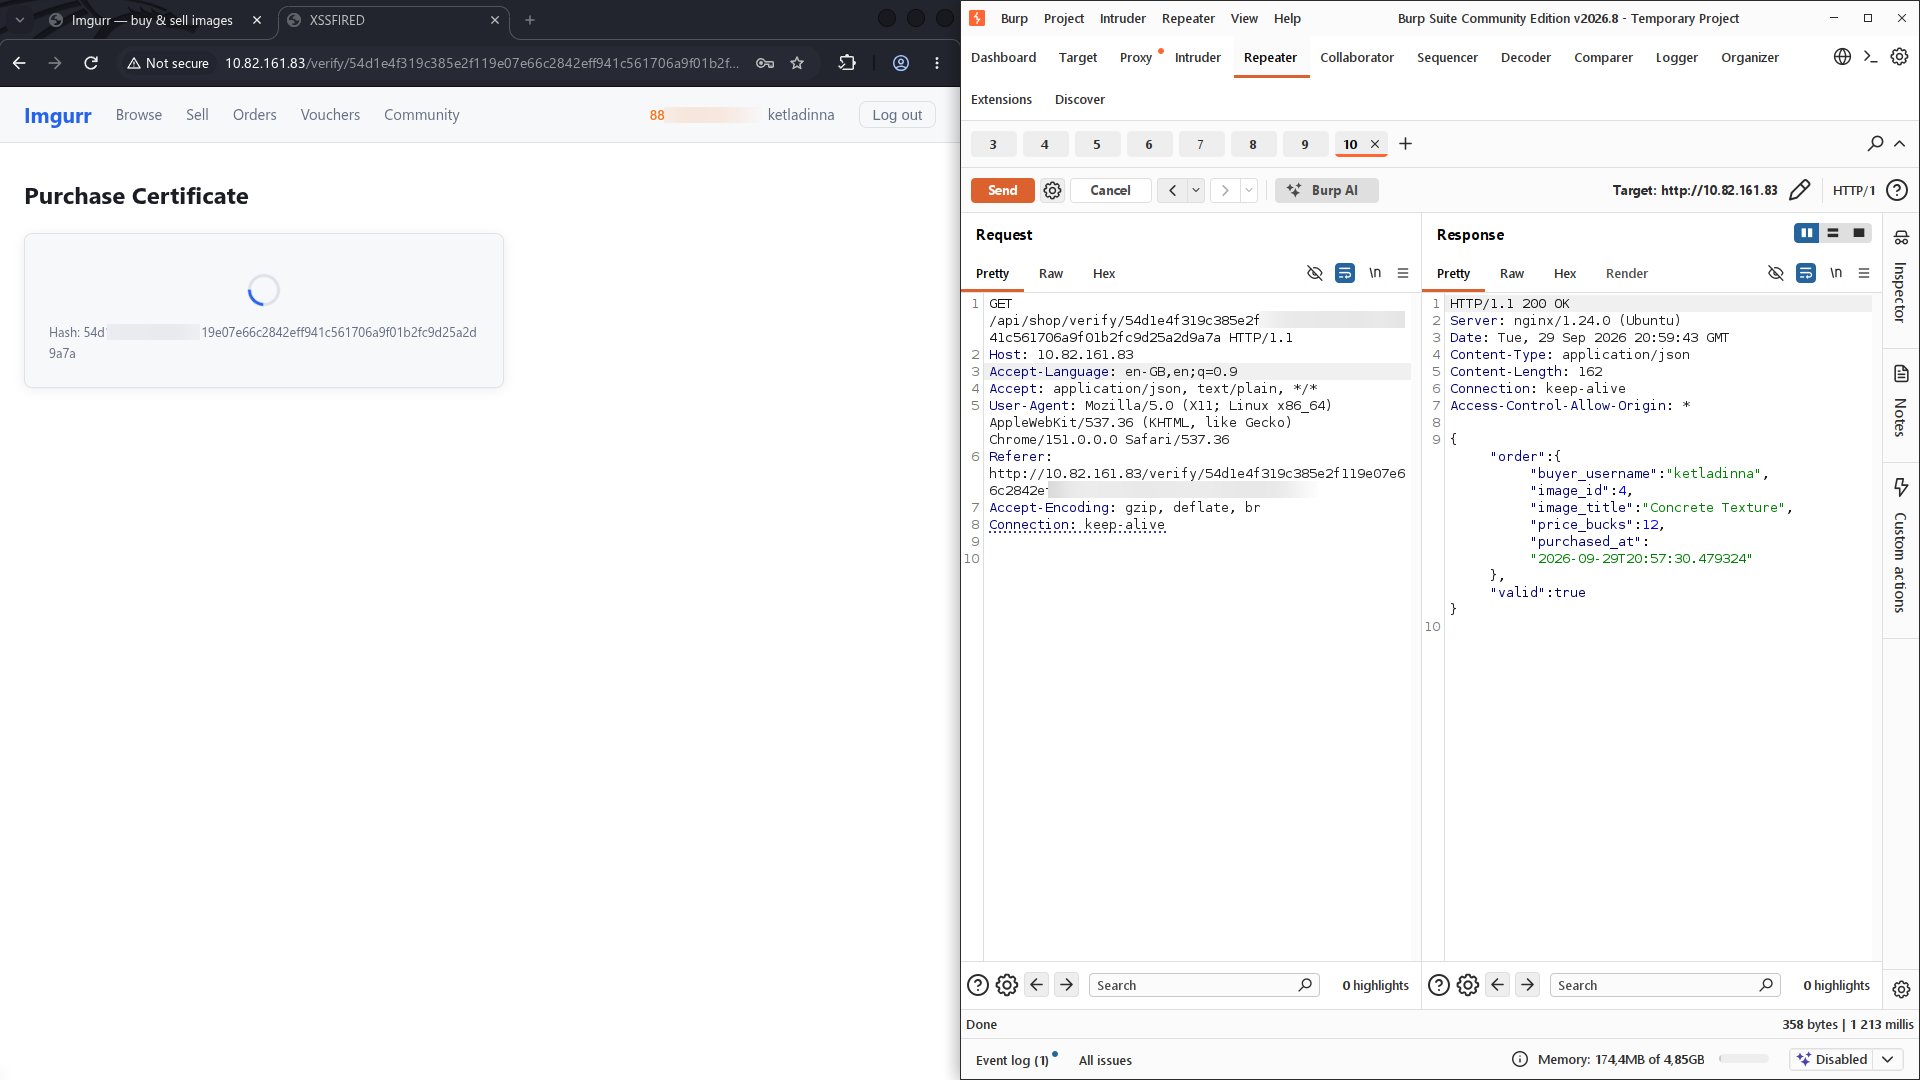 Imgurr — buy & sell images
XSSFIRED
Not secure
10.82.161.83/verify/54d1e4f319c385e2f119e07e66c2842eff941c561706a9f01b2f...
Imgurr
Browse
Sell
Orders
Vouchers
Community
88
ketladinna
Log out
Purchase Certificate
Hash: 54d
19e07e66c2842eff941c561706a9f01b2fc9d25a2d
9a7a
Burp
Project
Intruder
Repeater
View
Help
Burp Suite Community Edition v2026.8 - Temporary Project
Dashboard
Target
Proxy
Intruder
Repeater
Collaborator
Sequencer
Decoder
Comparer
Logger
Organizer
Extensions
Discover
3
4
5
6
7
8
9
10
Send
Cancel
Burp AI
Target: http://10.82.161.83
HTTP/1
Request
Pretty
Raw
Hex
\n
1 GET
/api/shop/verify/54d1e4f319c385e2f
41c561706a9f01b2fc9d25a2d9a7a HTTP/1.1
2 Host: 10.82.161.83
3 Accept-Language: en-GB,en;q=0.9
4 Accept: application/json, text/plain, */*
5 User-Agent: Mozilla/5.0 (X11; Linux x86_64)
AppleWebKit/537.36 (KHTML, like Gecko)
Chrome/151.0.0.0 Safari/537.36
6 Referer:
http://10.82.161.83/verify/54d1e4f319c385e2f119e07e6
6c2842e
7 Accept-Encoding: gzip, deflate, br
8 Connection: keep-alive
9
10
Response
Pretty
Raw
Hex
Render
\n
1 HTTP/1.1 200 OK
2 Server: nginx/1.24.0 (Ubuntu)
3 Date: Tue, 29 Sep 2026 20:59:43 GMT
4 Content-Type: application/json
5 Content-Length: 162
6 Connection: keep-alive
7 Access-Control-Allow-Origin: *
8
9 {
"order":{
"buyer_username":"ketladinna",
"image_id":4,
"image_title":"Concrete Texture",
"price_bucks":12,
"purchased_at":
"2026-09-29T20:57:30.479324"
},
"valid":true
}
10
Inspector
Notes
Custom actions
Search
0 highlights
Search
0 highlights
Done
358 bytes | 1 213 millis
Event log (1)
All issues
Memory: 174,4MB of 4,85GB
Disabled